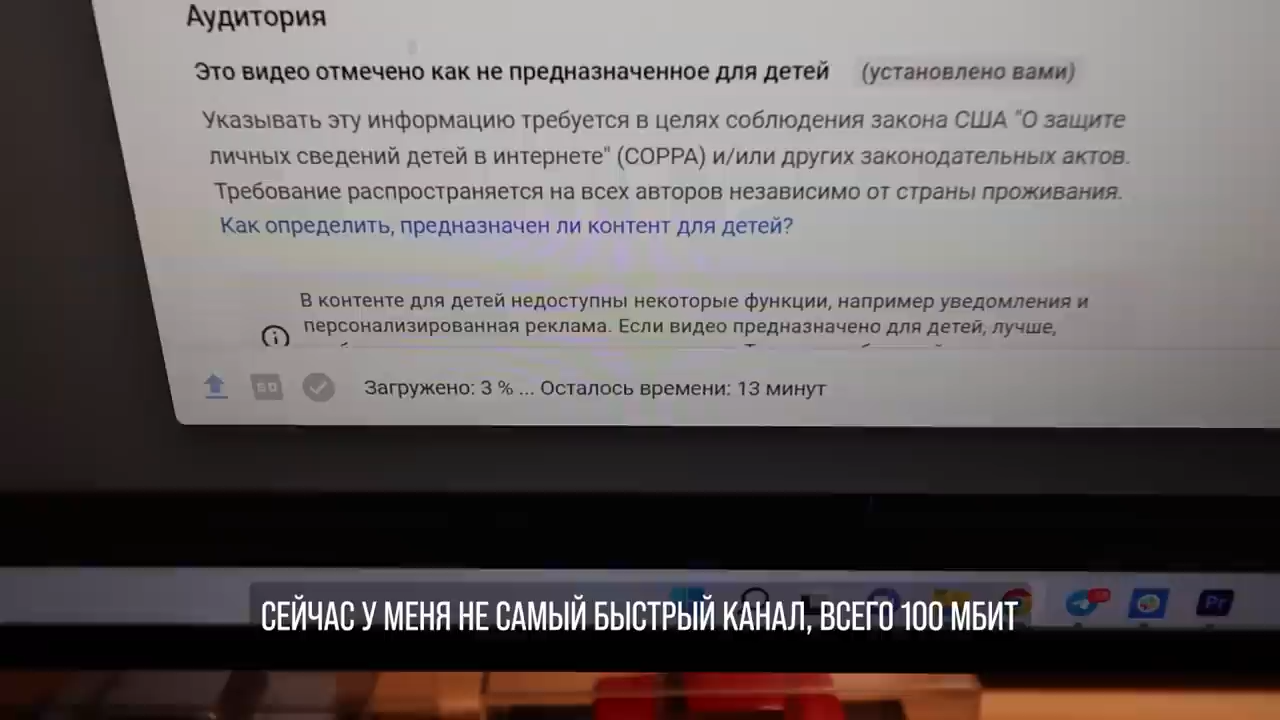 Аудитория
Это видео отмечено как не предназначенное для детей (установлено вами)
Указывать эту информацию требуется в целях соблюдения закона США "О защите
личных сведений детей в интернете" (COPPA) и/или других законодательных актов.
Требование распространяется на всех авторов независимо от страны проживания.
Как определить, предназначен ли контент для детей?
В контенте для детей недоступны некоторые функции, например уведомления и
персонализированная реклама. Если видео предназначено для детей, лучше,
SD Загружено: 3 % ... Осталось времени: 13 минут
СЕЙЧАС У МЕНЯ НЕ САМЫЙ БЫСТРЫЙ КАНАЛ, ВСЕГО 100 МБИТ
Pr